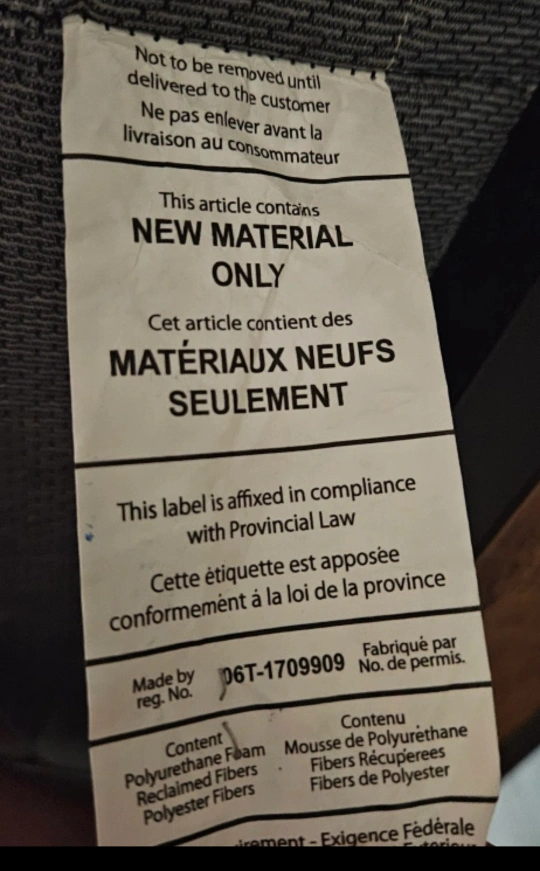 Not to be removed until
delivered to the customer
Ne pas enlever avant la
livraison au consommateur
This article contains
NEW MATERIAL
ONLY
Cet article contient des
MATÉRIAUX NEUFS
SEULEMENT
This label is affixed in compliance
with Provincial Law
Cette étiquette est apposée
conformemént á la loi de la province
Made by
reg. No.
06T-1709909
Fabriqué par
No. de permis.
Content
Polyurethane Foam
Reclaimed Fibers
Polyester Fibers
Contenu
Mousse de Polyuréthane
Fibers Récupérees
Fibers de Polyester
- Exigence Fédérale